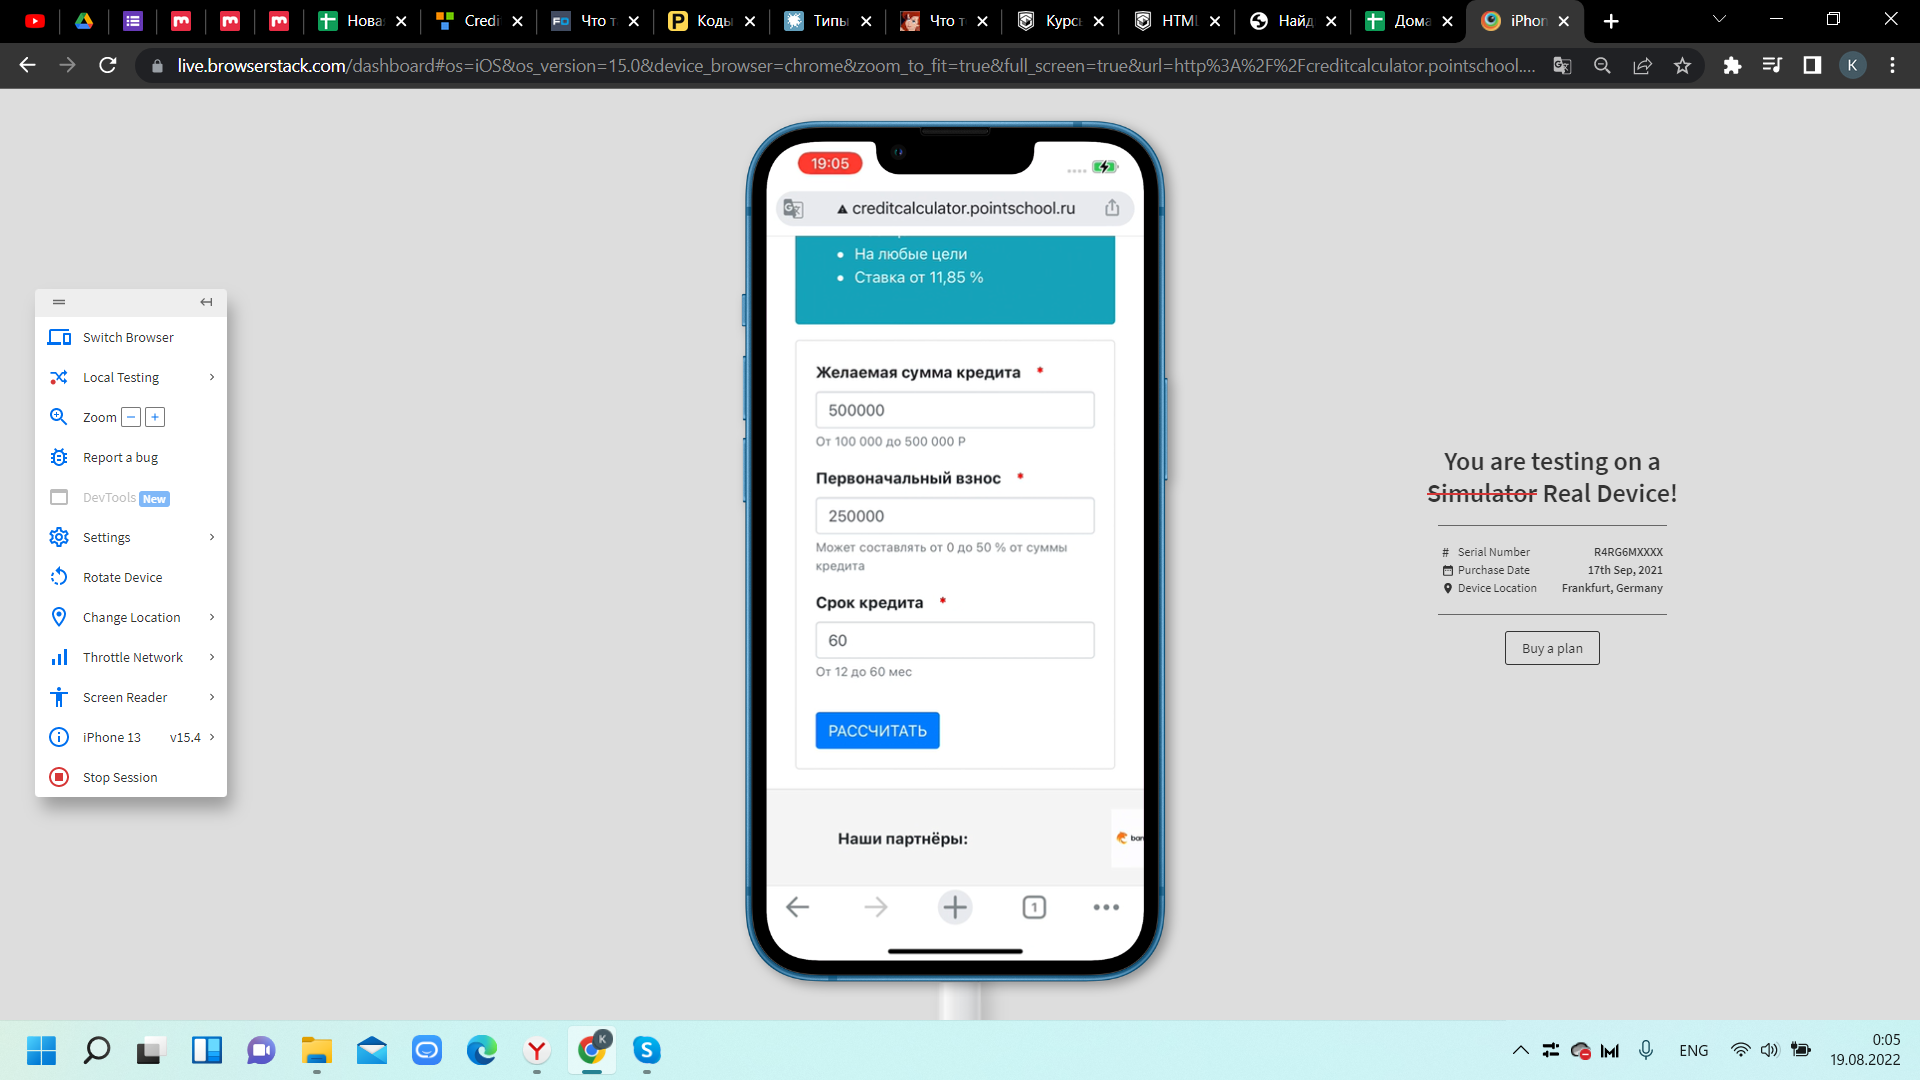 Нова
Credi
Что т
Коды
Типы
Что т
Курсы
HTML
Найд
Дома
iPhon
live.browserstack.com/dashboard#os=iOS&os_version=15.0&device_browser=chrome&zoom_to_fit=true&full_screen=true&url=http%3A%2F%2Fcreditcalculator.pointschool....
K
19:05
creditcalculator.pointschool.ru
На любые цели
Ставка от 11,85 %
Желаемая сумма кредита *
500000
От 100 000 до 500 000 Р
Первоначальный взнос *
250000
Может составлять от 0 до 50 % от суммы
кредита
Срок кредита *
60
От 12 до 60 мес
РАССЧИТАТЬ
Наши партнёры:
1
Switch Browser
Local Testing
Zoom
Report a bug
DevTools New
Settings
Rotate Device
Change Location
Throttle Network
Screen Reader
iPhone 13 v15.4
Stop Session
You are testing on a
Simulator Real Device!
# Serial Number R4RG6MXXXX
Purchase Date 17th Sep, 2021
Device Location Frankfurt, Germany
Buy a plan
ENG
0:05
19.08.2022